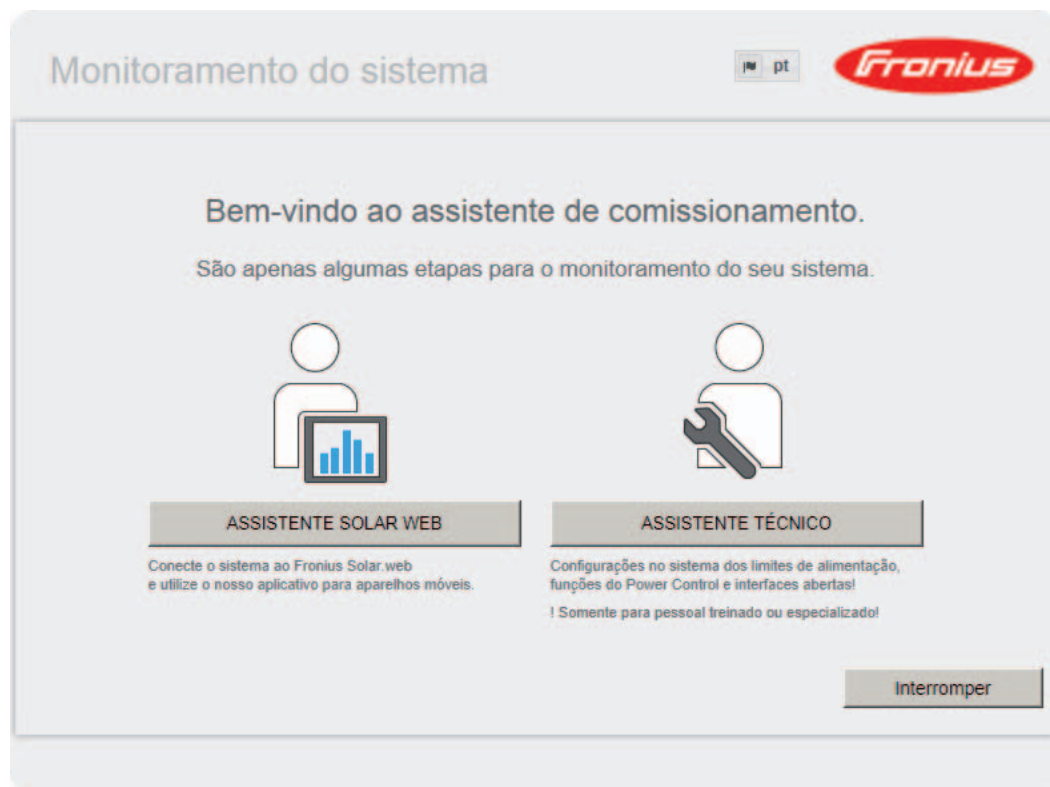 Monitoramento do sistema
pt
Fronius
Bem-vindo ao assistente de comissionamento.
São apenas algumas etapas para o monitoramento do seu sistema.
ASSISTENTE SOLAR WEB
Conecte o sistema ao Fronius Solar.web
e utilize o nosso aplicativo para aparelhos móveis.
ASSISTENTE TÉCNICO
Configurações no sistema dos limites de alimentação,
funções do Power Control e interfaces abertas!
! Somente para pessoal treinado ou especializado!
Interromper